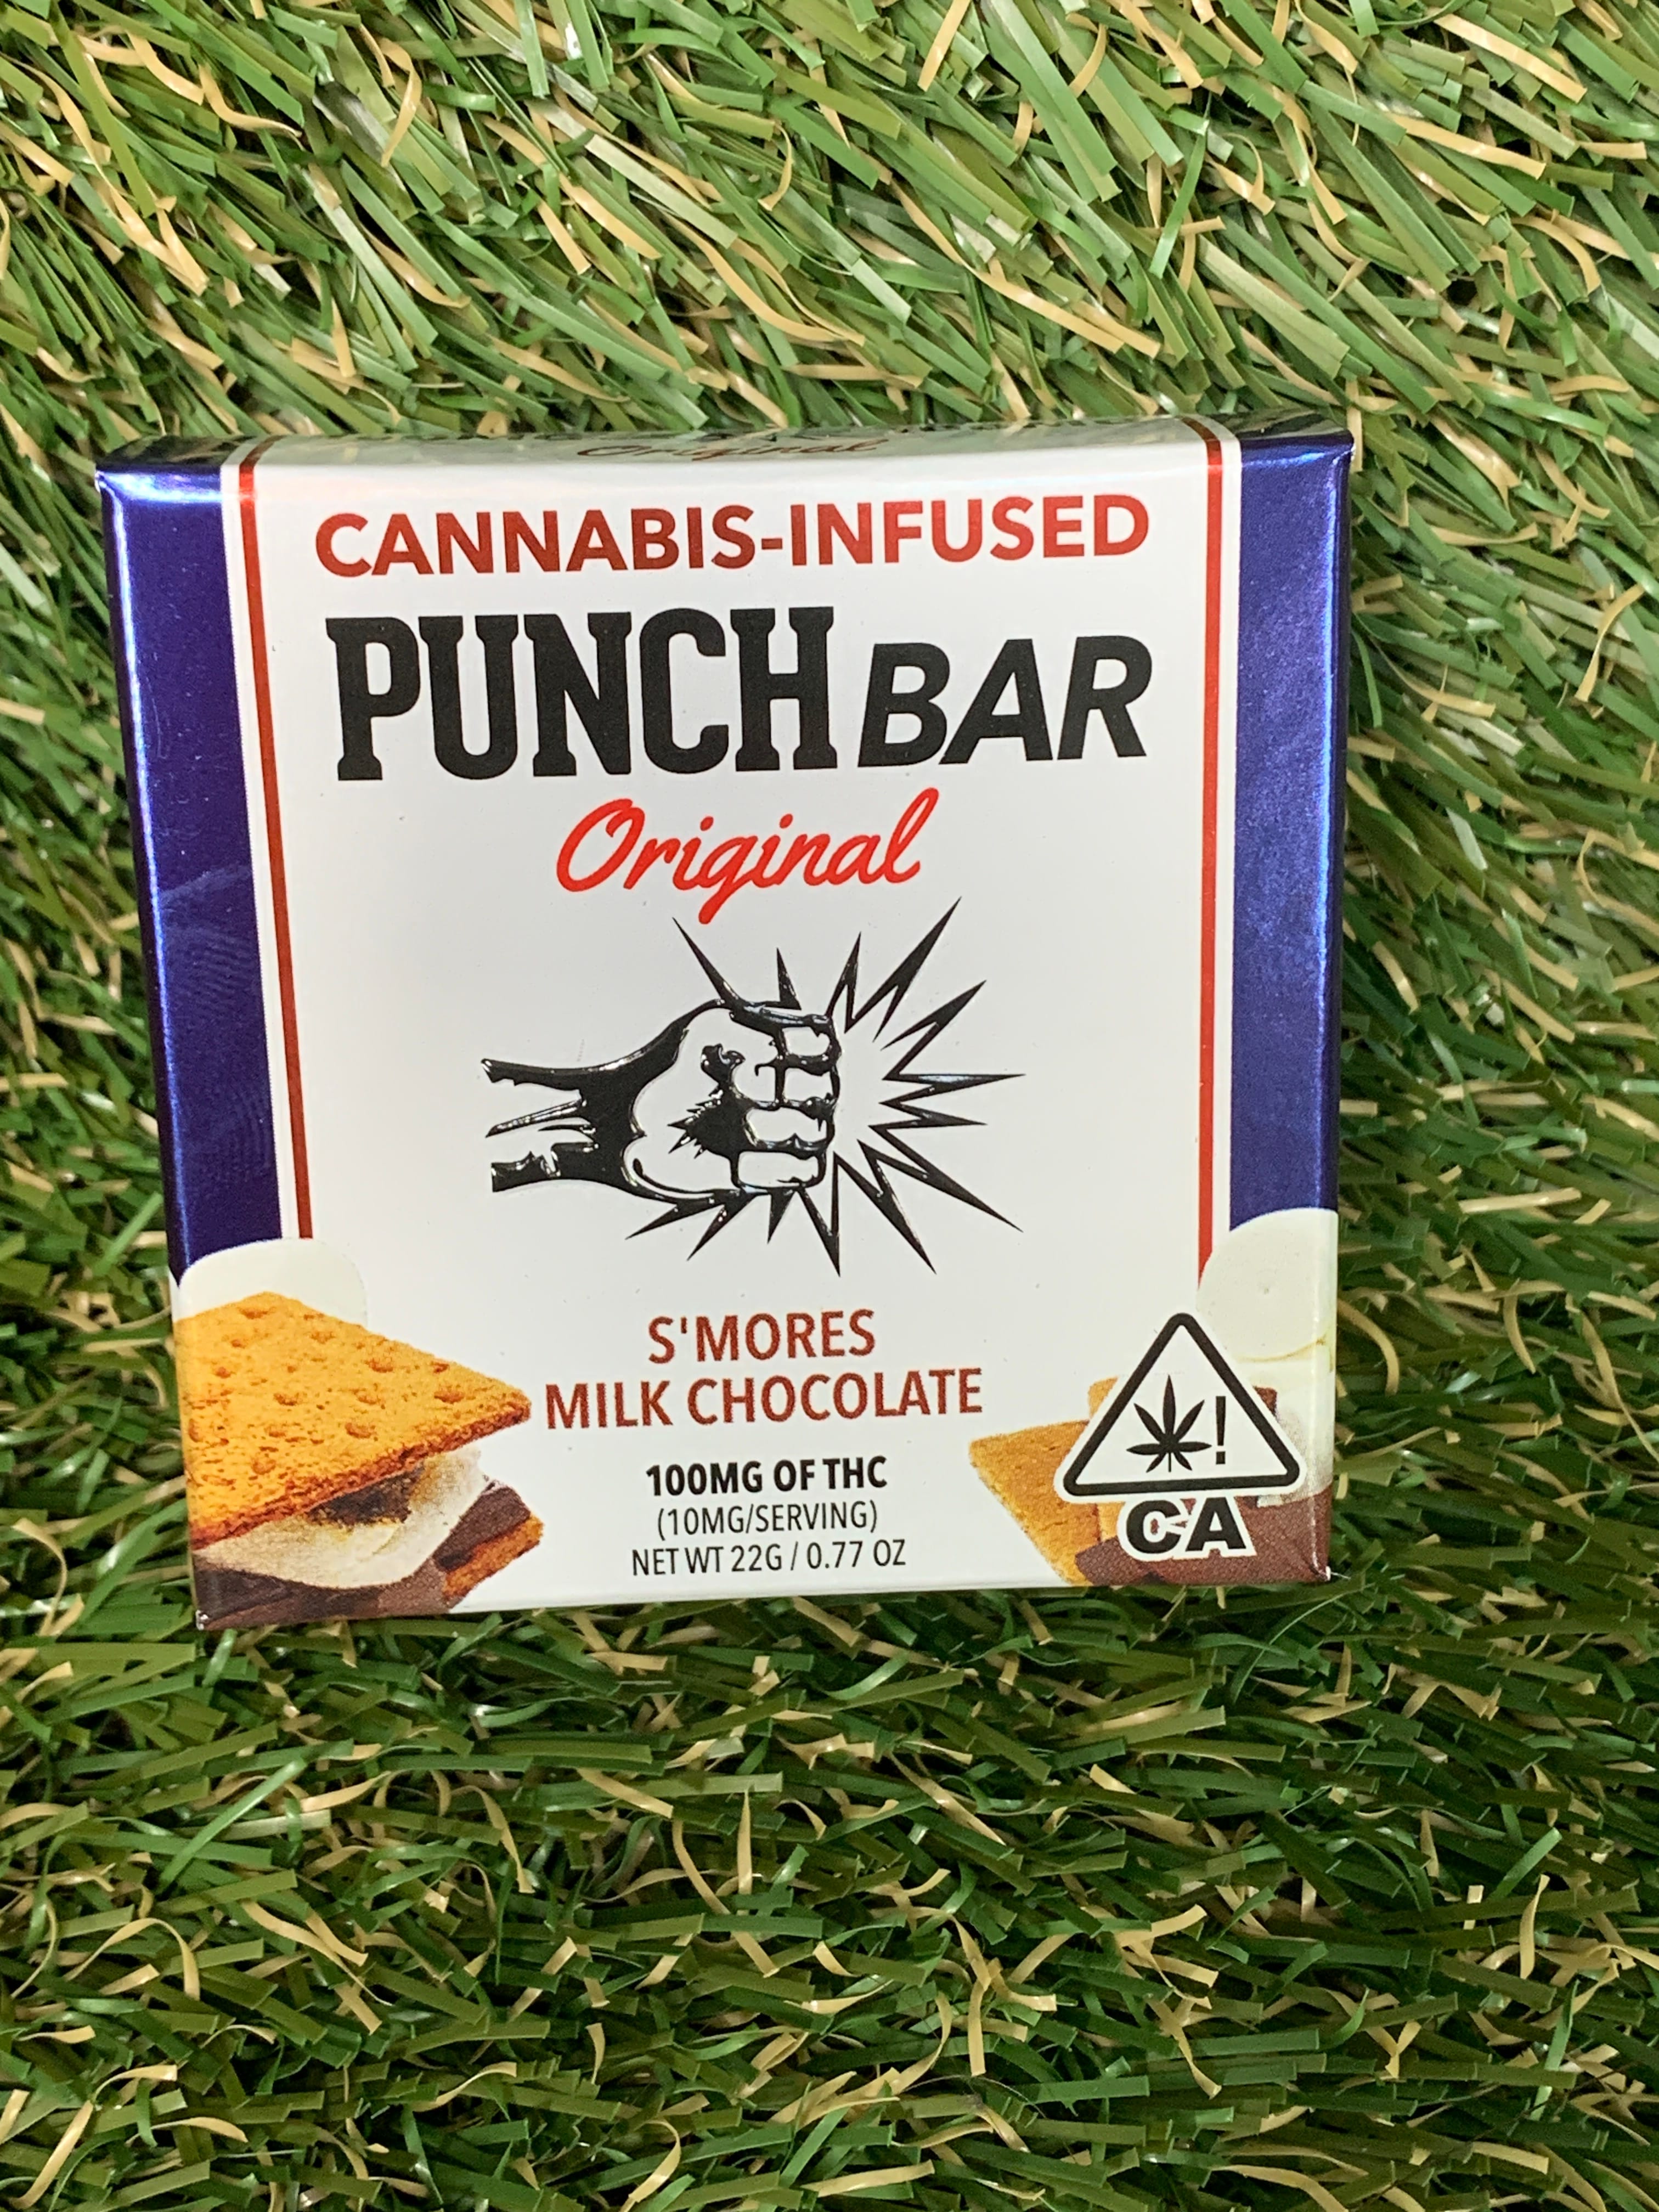 Original
CANNABIS-INFUSED
PUNCH BAR
Original
S'MORES
MILK CHOCOLATE
100MG OF THC
(10MG/SERVING)
NET WT 22G / 0.77 OZ
!
CA